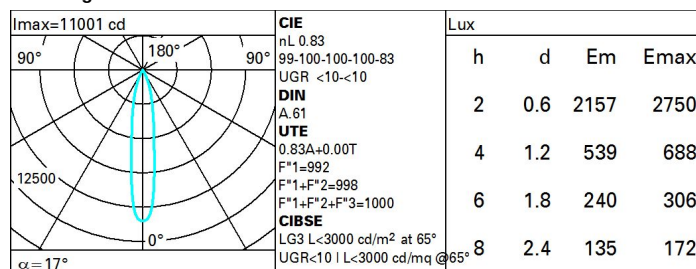 Imax=11001 cd
90°
180°
90°
12500
0°
α=17°
CIE
nL 0.83
99-100-100-100-83
UGR <10-<10
DIN
A.61
UTE
0.83A+0.00T
F"1=992
F"1+F"2=998
F"1+F"2+F"3=1000
CIBSE
LG3 L<3000 cd/m² at 65°
UGR<10 | L<3000 cd/mq @65°
Lux
h d Em Emax
2 0.6 2157 2750
4 1.2 539 688
6 1.8 240 306
8 2.4 135 172